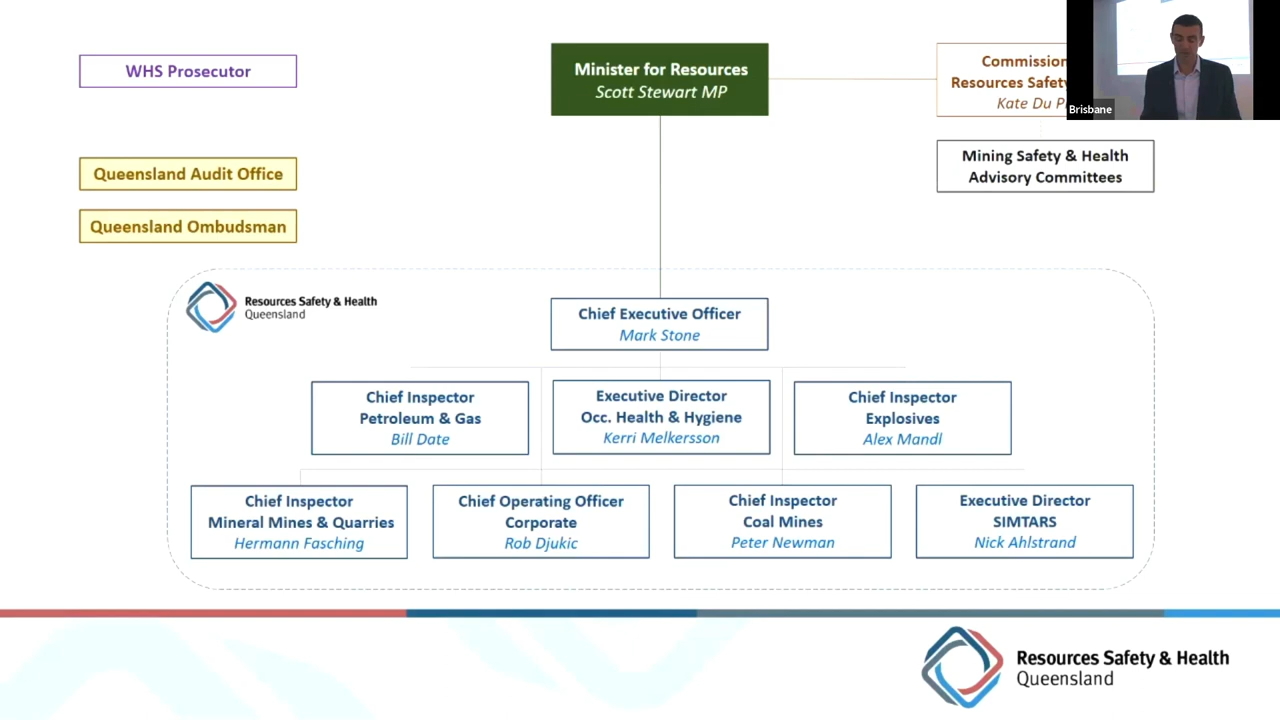 WHS Prosecutor
Queensland Audit Office
Queensland Ombudsman
Minister for Resources
Scott Stewart MP
Commission
Resources Safety
Kate Du
Brisbane
Mining Safety & Health
Advisory Committees
Resources Safety & Health
Queensland
Chief Executive Officer
Mark Stone
Chief Inspector
Petroleum & Gas
Bill Date
Executive Director
Occ. Health & Hygiene
Kerri Melkersson
Chief Inspector
Explosives
Alex Mandl
Chief Inspector
Mineral Mines & Quarries
Hermann Fasching
Chief Operating Officer
Corporate
Rob Djukic
Chief Inspector
Coal Mines
Peter Newman
Executive Director
SIMTARS
Nick Ahlstrand
Resources Safety & Health
Queensland